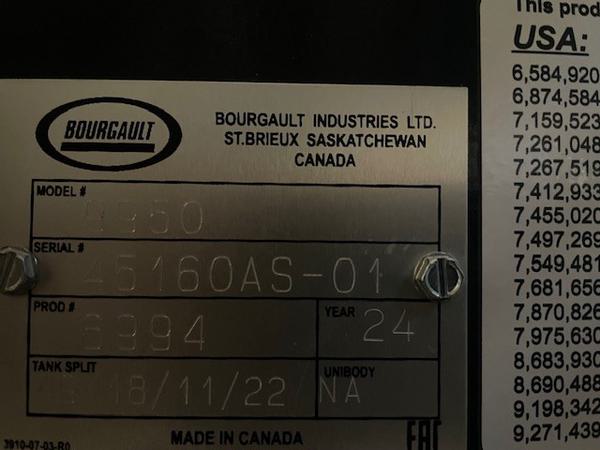 This prod
USA:
6,584,920
6,874,584
7,159,523
7,261,048
7,267,519
7,412,933
7,455,020
7,497,269
7,549,481
7,681,656
7,870,826
7,975,630
8,683,930
8,690,488
9,198,342
9,271,439
BOURGAULT
BOURGAULT INDUSTRIES LTD.
ST.BRIEUX SASKATCHEWAN
CANADA
MODEL #
SERIAL #
45160AS-01
PROD #
YEAR
24
TANK SPLIT
18/11/22/
UNIBODY
NA
3910-07-03-R0
MADE IN CANADA
EAC